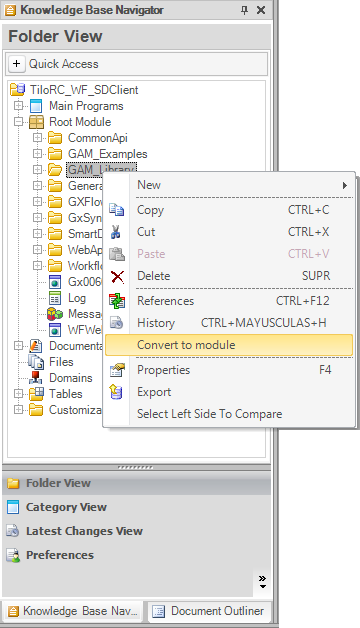 Knowledge Base Navigator
Folder View
Quick Access
TiloRC_WF_SDClient
Main Programs
Root Module
CommonApi
GAM_Examples
GAM_Library
Genera
GXFlow
GxSyn
SmartD
WebAp
Workflo
Gx006
Log
Messag
WFWe
Documenta
Files
Domains
Tables
Customiza
New
Copy CTRL+C
Cut CTRL+X
Paste CTRL+V
Delete SUPR
References CTRL+F12
History CTRL+MAYUSCULAS+H
Convert to module
Properties F4
Export
Select Left Side To Compare
Folder View
Category View
Latest Changes View
Preferences
Knowledge Base Nav... Document Outliner